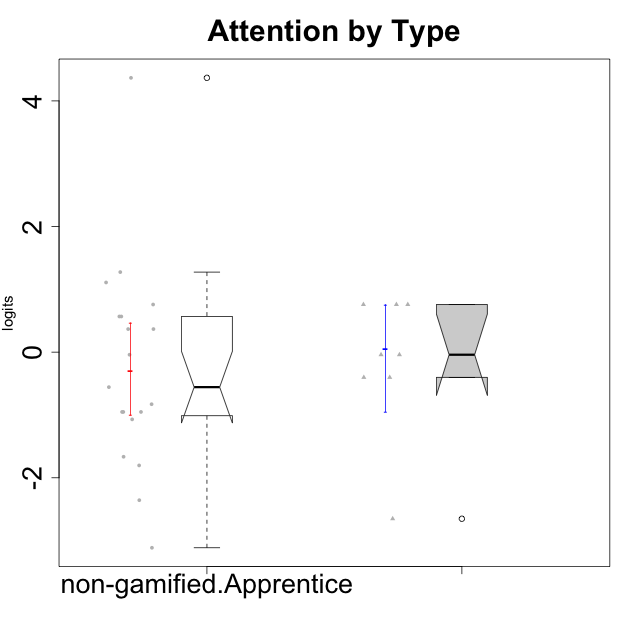 Attention by Type
logits
4
2
0
-2
non-gamified.Apprentice